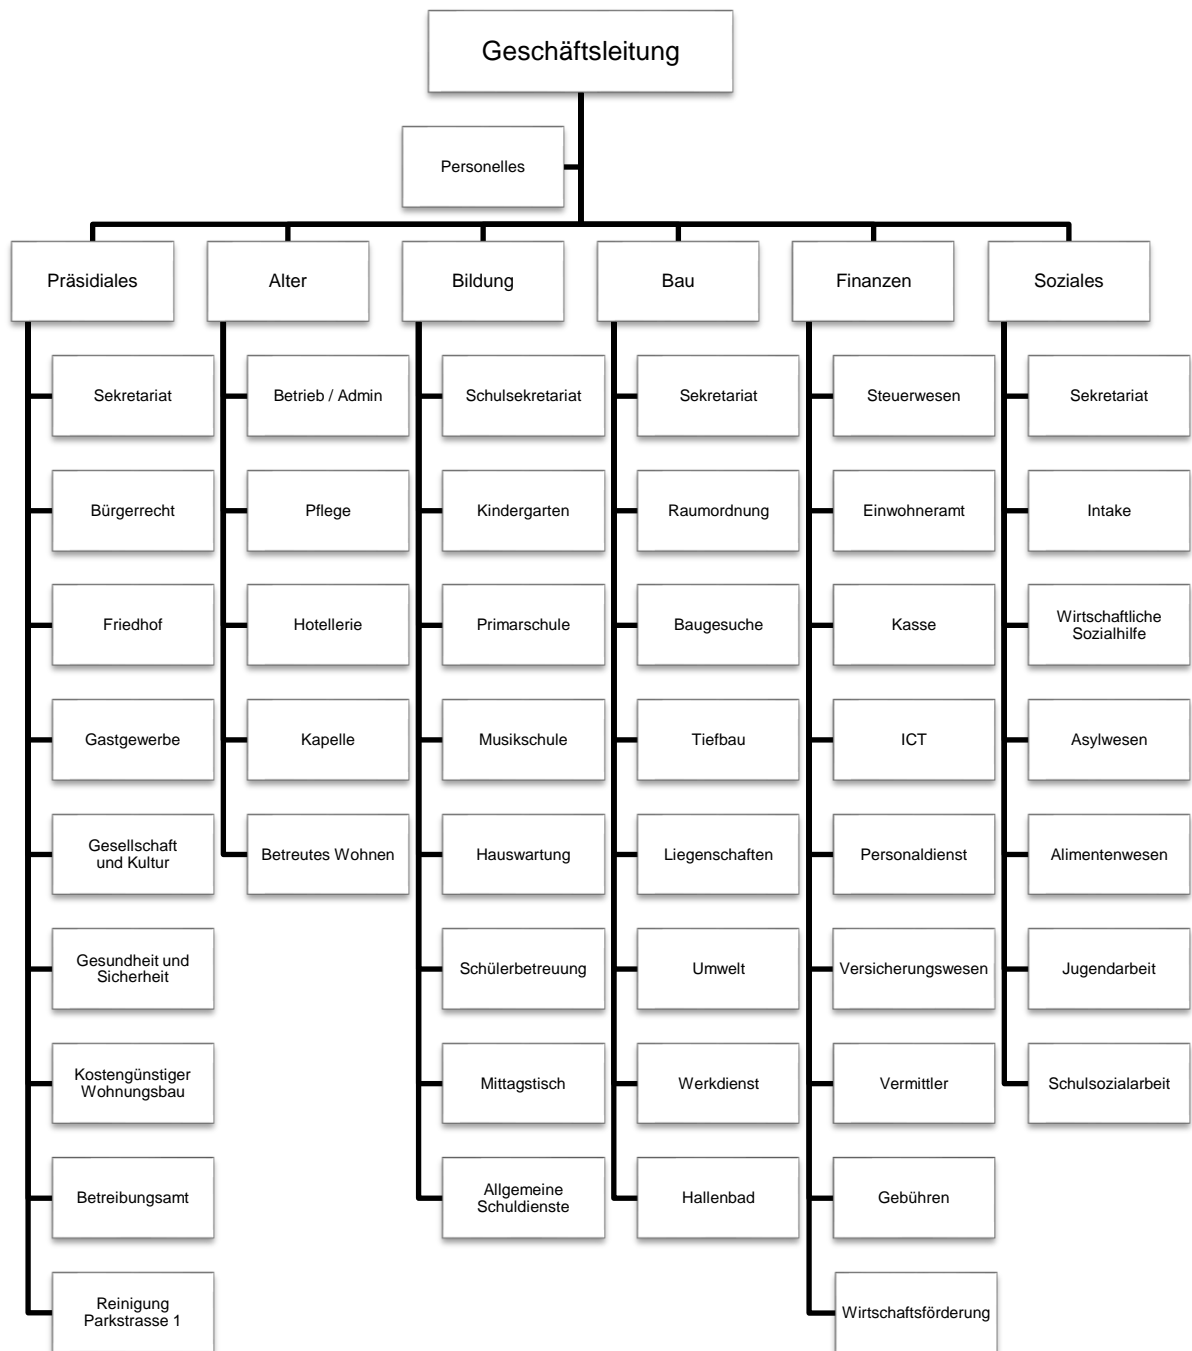 Geschäftsleitung
Personelles
Präsidiales
Alter
Bildung
Bau
Finanzen
Soziales
Sekretariat
Betrieb / Admin
Schulsekretariat
Sekretariat
Steuerwesen
Sekretariat
Bürgerrecht
Pflege
Kindergarten
Raumordnung
Einwohneramt
Intake
Friedhof
Hotellerie
Primarschule
Baugesuche
Kasse
Wirtschaftliche
Sozialhilfe
Gastgewerbe
Kapelle
Musikschule
Tiefbau
ICT
Asylwesen
Gesellschaft
und Kultur
Betreutes Wohnen
Hauswartung
Liegenschaften
Personaldienst
Alimentenwesen
Gesundheit und
Sicherheit
Schülerbetreuung
Umwelt
Versicherungswesen
Jugendarbeit
Kostengünstiger
Wohnungsbau
Mittagstisch
Werkdienst
Vermittler
Schulsozialarbeit
Betreibungsamt
Allgemeine
Schuldienste
Hallenbad
Gebühren
Reinigung
Parkstrasse 1
Wirtschaftsförderung